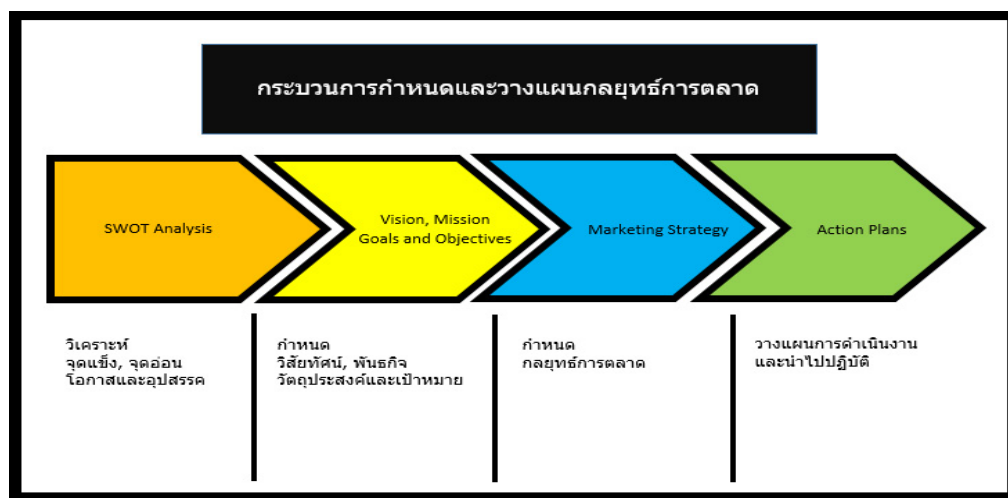 กระบวนการกำหนดและวางแผนกลยุทธ์การตลาด
SWOT Analysis
Vision, Mission
Goals and Objectives
Marketing Strategy
Action Plans
วิเคราะห์
จุดแข็ง, จุดอ่อน
โอกาสและอุปสรรค
กำหนด
วิสัยทัศน์, พันธกิจ
วัตถุประสงค์และเป้าหมาย
กำหนด
กลยุทธ์การตลาด
วางแผนการดำเนินงาน
และนำไปปฏิบัติ